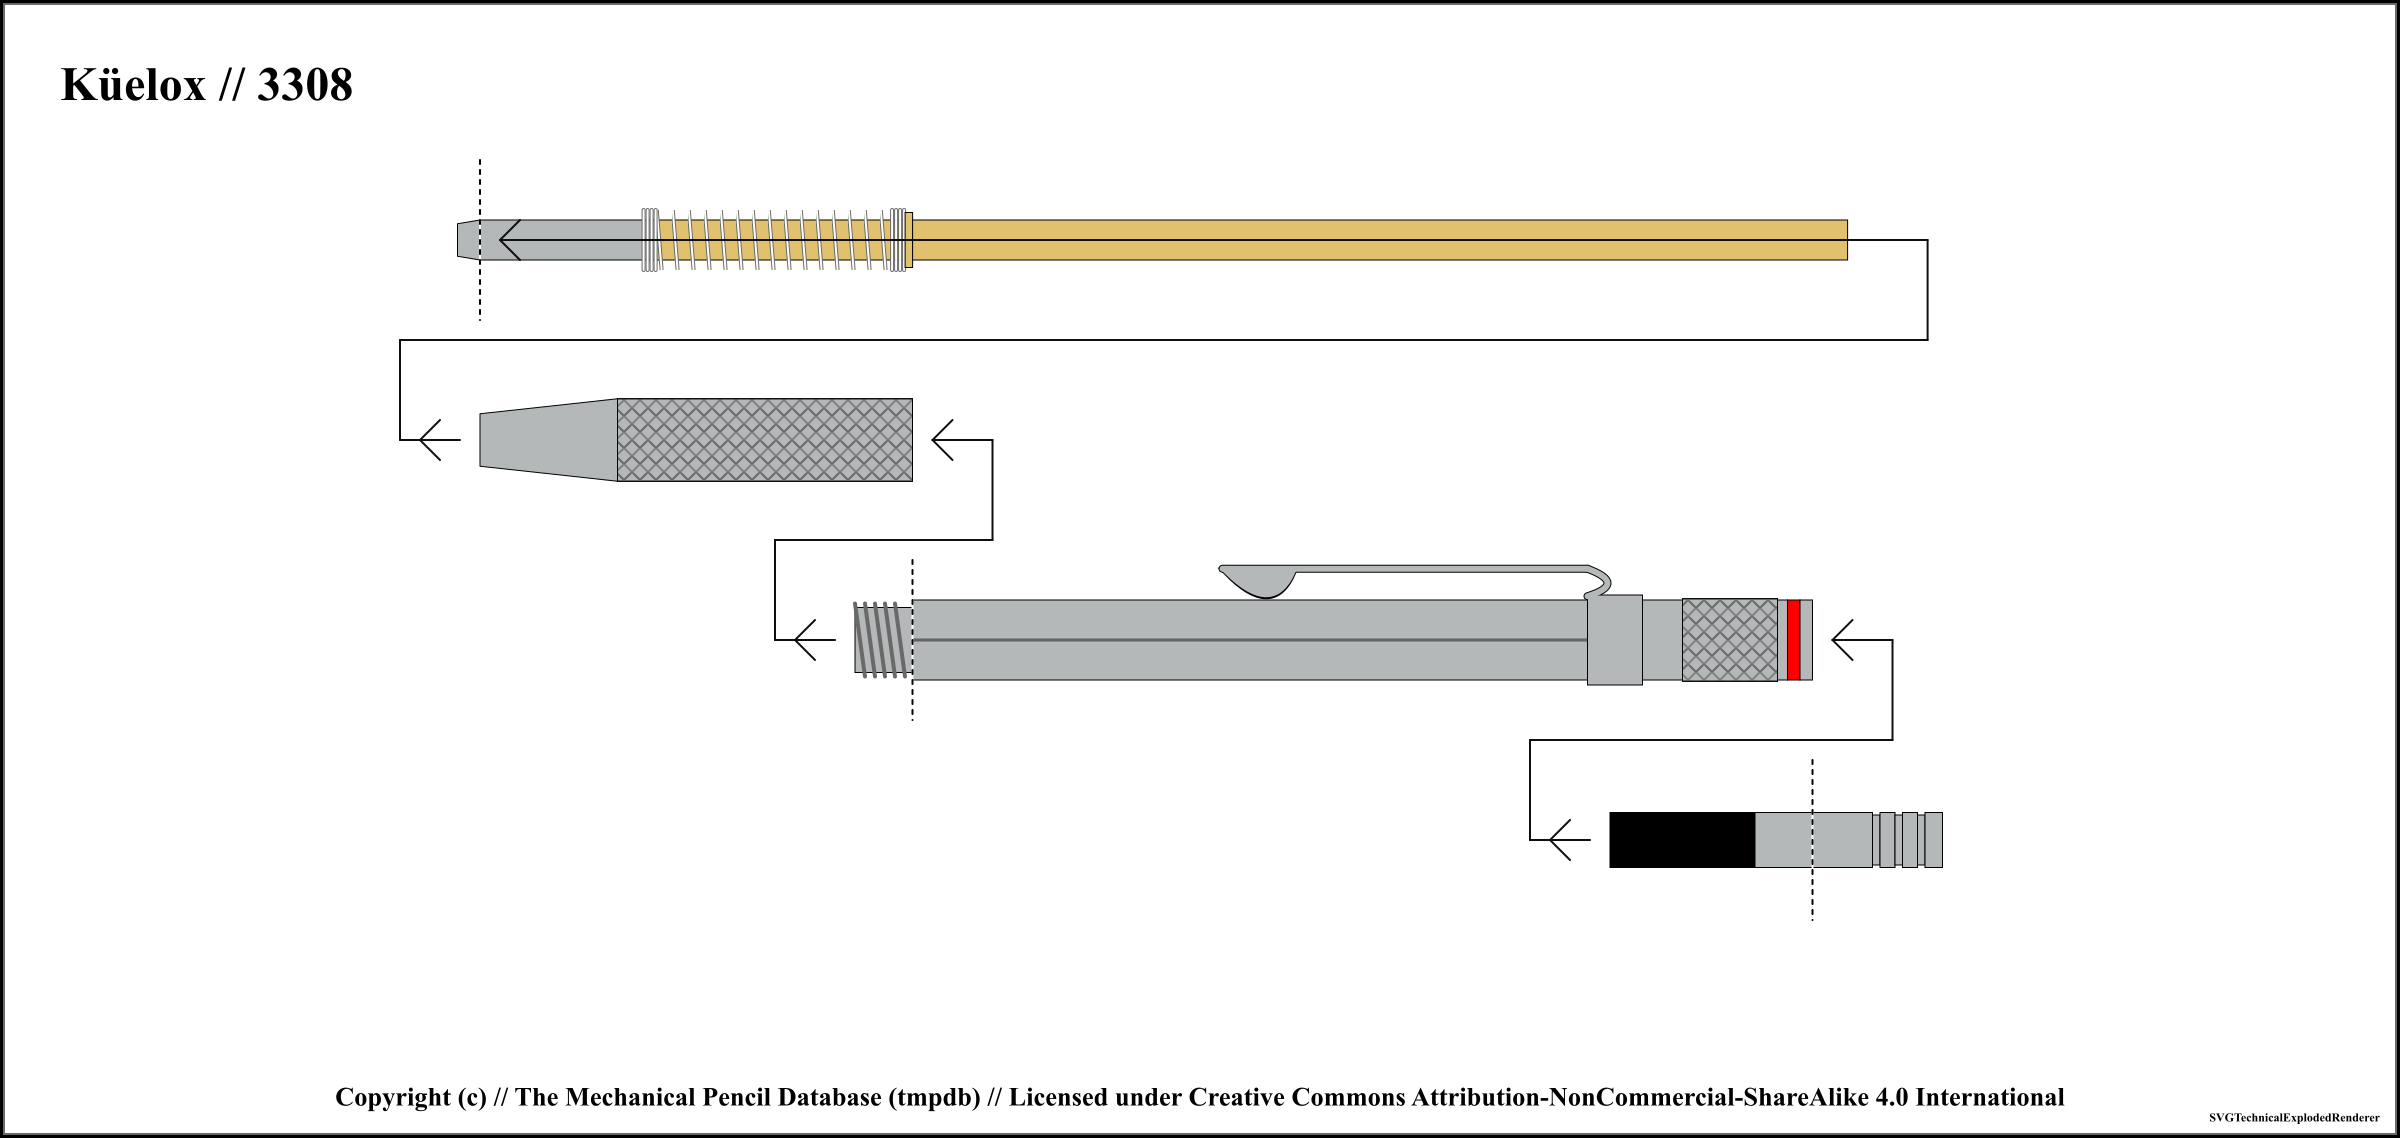 Küelox // 3308
Copyright (c) // The Mechanical Pencil Database (tmpdb) // Licensed under Creative Commons Attribution-NonCommercial-ShareAlike 4.0 International
SVGTechnicalExplodedRenderer